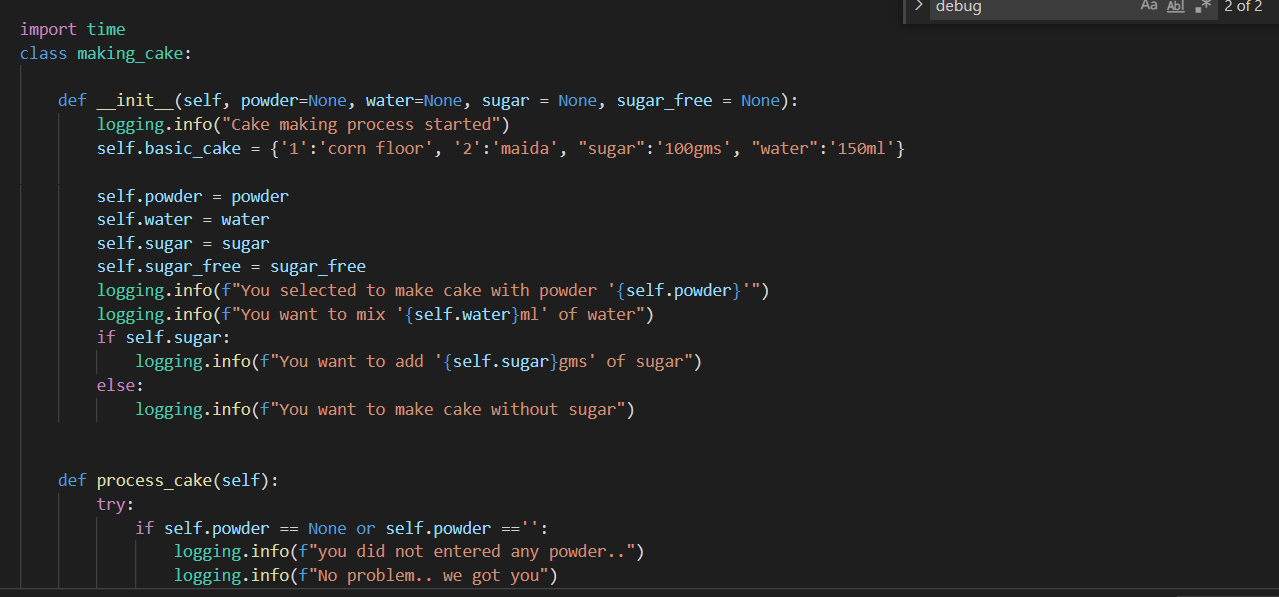 debug Aa Abl .* 2 of 2
import time
class making_cake:
def __init__(self, powder=None, water=None, sugar = None, sugar_free = None):
logging.info("Cake making process started")
self.basic_cake = {'1':'corn floor', '2':'maida', "sugar":'100gms', "water":'150ml'}
self.powder = powder
self.water = water
self.sugar = sugar
self.sugar_free = sugar_free
logging.info(f"You selected to make cake with powder '{self.powder}'")
logging.info(f"You want to mix '{self.water}ml' of water")
if self.sugar:
logging.info(f"You want to add '{self.sugar}gms' of sugar")
else:
logging.info(f"You want to make cake without sugar")
def process_cake(self):
try:
if self.powder == None or self.powder =='':
logging.info(f"you did not entered any powder..")
logging.info(f"No problem.. we got you")